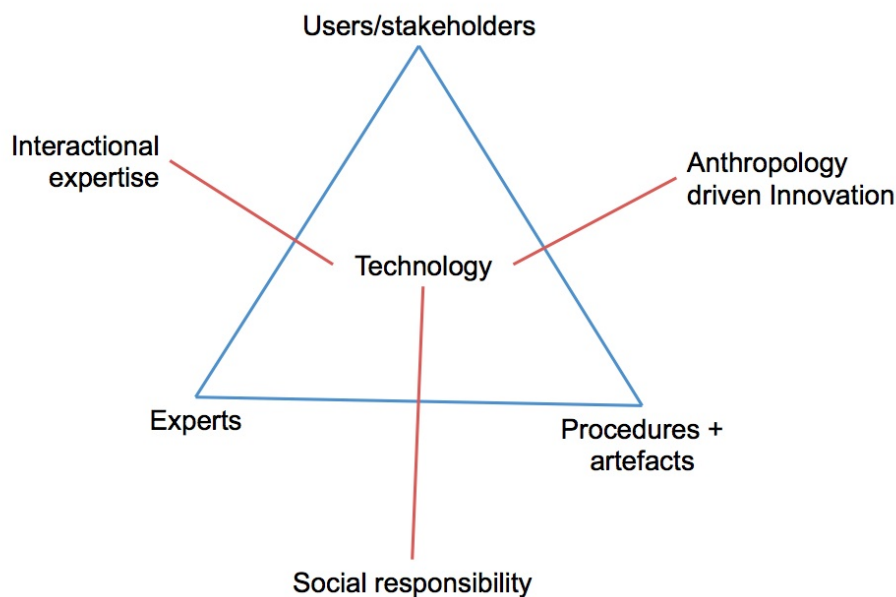 Users/stakeholders
Interactional
expertise
Anthropology
driven Innovation
Technology
Experts
Procedures +
artefacts
Social responsibility